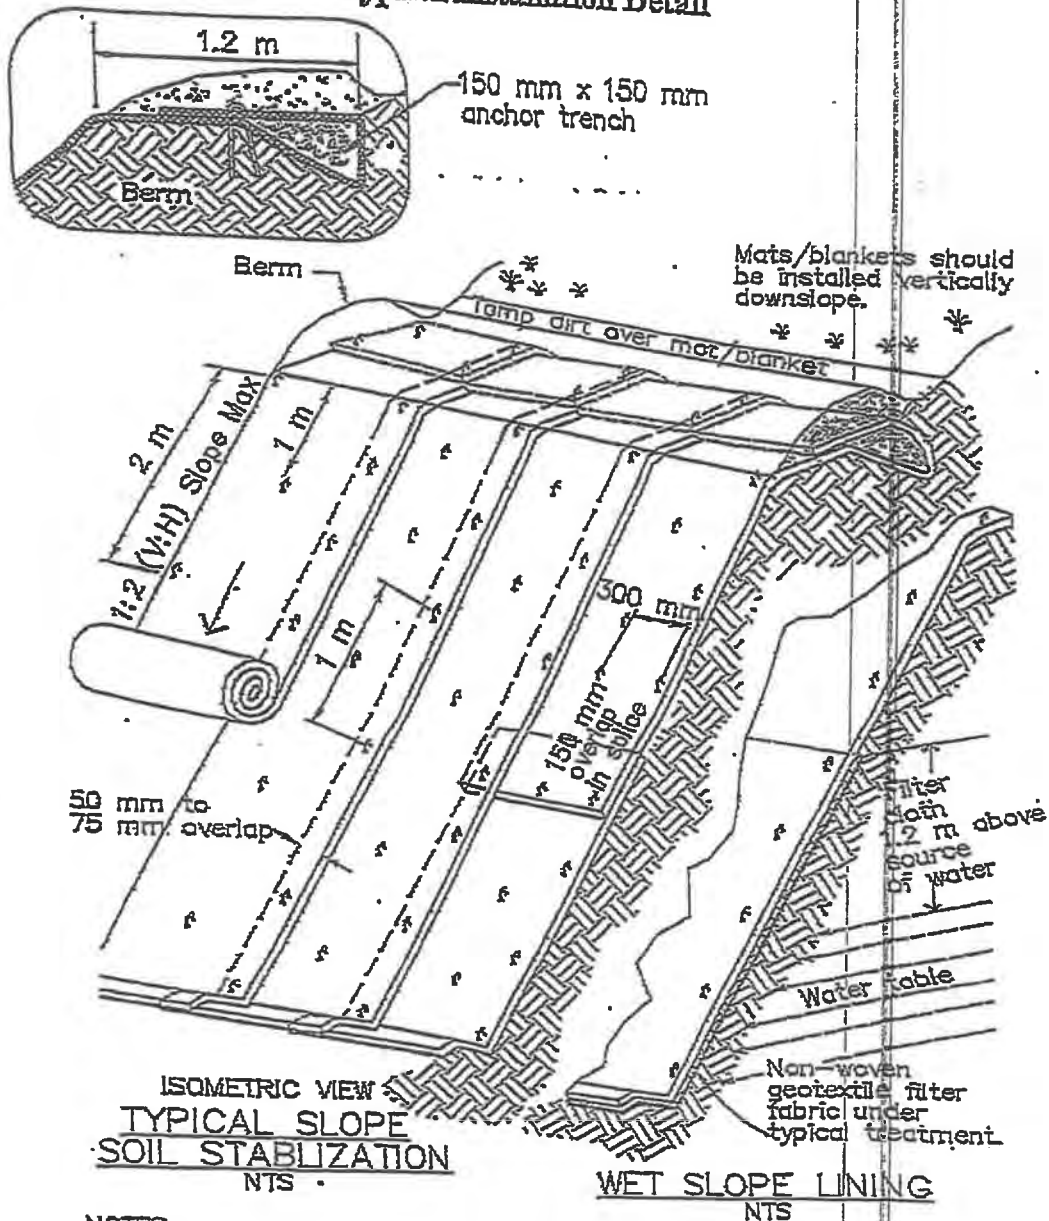 Installation Detail
1.2 m
150 mm x 150 mm
anchor trench
Berm
Berm
Mats/blankets should
be installed vertically
downslope.
Tamp dirt over mat/blanket
2 m
1 m
1:2 (V:H) Slope Max
300 mm
1 m
150 mm
overlap
in splice
50 mm to
75 mm overlap
Filter
cloth
1.2 m above
source
of water
Water table
Non-woven
geotextile filter
fabric under
typical treatment
ISOMETRIC VIEW
TYPICAL SLOPE
SOIL STABLIZATION
NTS
WET SLOPE LINING
NTS
NOTES